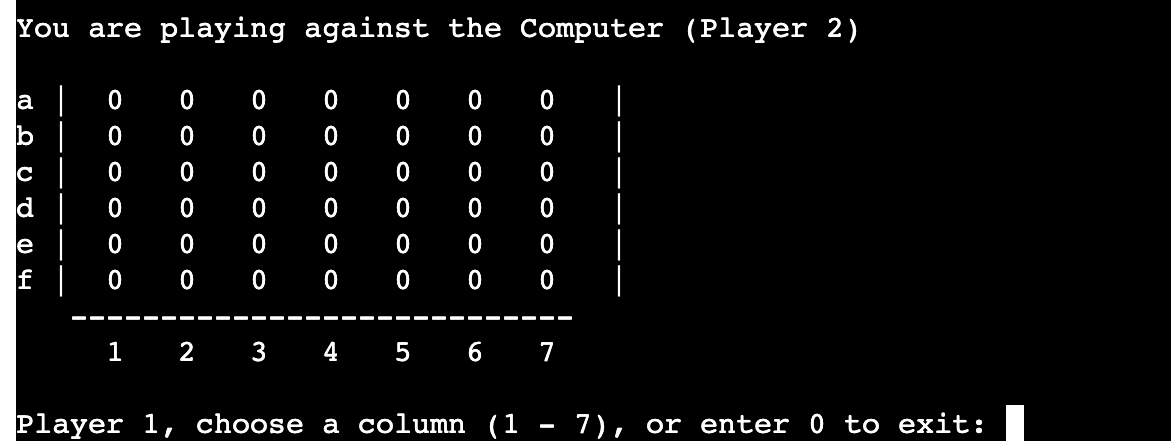 You are playing against the Computer (Player 2)
a | 0 0 0 0 0 0 0 |
b | 0 0 0 0 0 0 0 |
c | 0 0 0 0 0 0 0 |
d | 0 0 0 0 0 0 0 |
e | 0 0 0 0 0 0 0 |
f | 0 0 0 0 0 0 0 |
----------------------------
1 2 3 4 5 6 7
Player 1, choose a column (1 - 7), or enter 0 to exit: